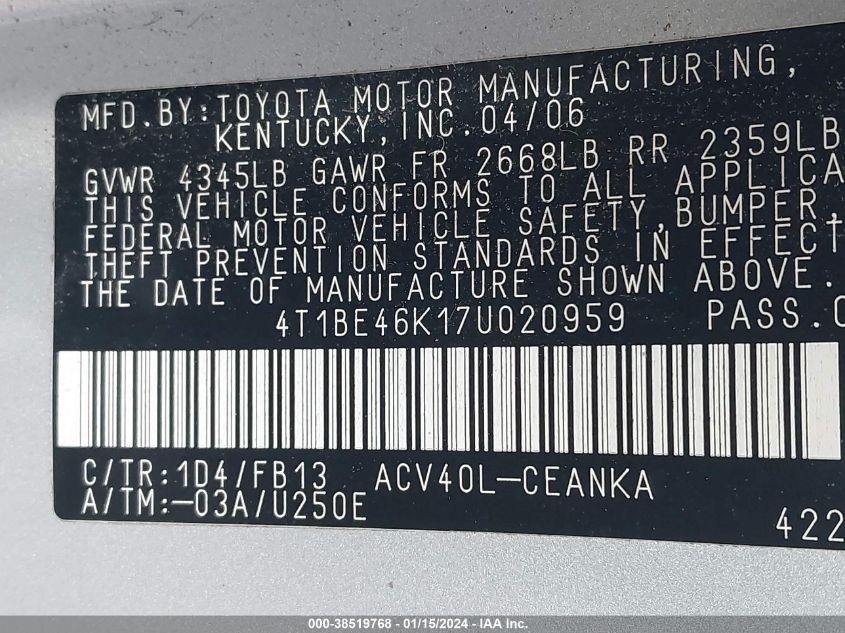 MFD.BY:TOYOTA MOTOR MANUFACTURING,
KENTUCKY,INC.04/06
GVWR 4345LB GAWR FR 2668LB RR 2359LB
THIS VEHICLE CONFORMS TO ALL APPLICA
FEDERAL MOTOR VEHICLE SAFETY,BUMPER,
THEFT PREVENTION STANDARDS IN EFFECT
THE DATE OF MANUFACTURE SHOWN ABOVE.
4T1BE46K17U020959 PASS.C
C/TR:1D4/FB13 ACV40L-CEANKA
A/TM:-03A/U250E
422
000-38519768 - 01/15/2024 - IAA Inc.